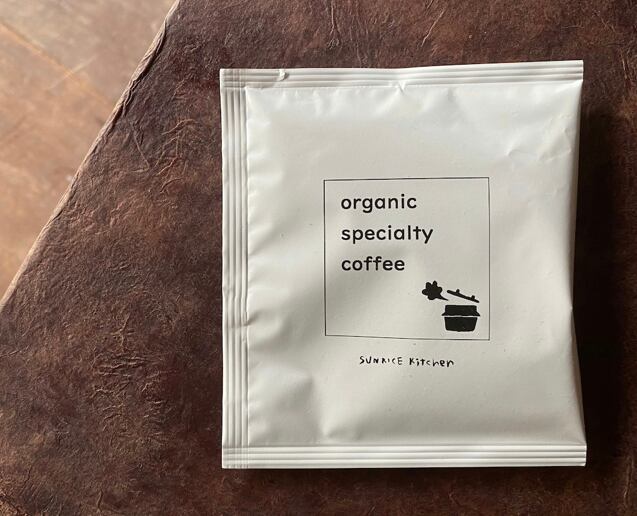 organic
specialty
coffee
SUNRICE Kitchen